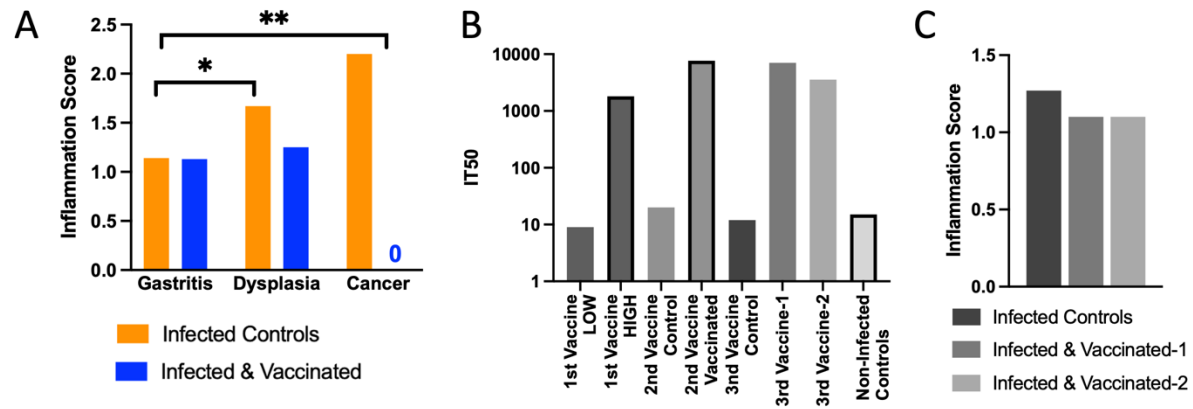 A
Inflammation Score
2.5
2.0
1.5
1.0
0.5
0.0
**
*
0
Gastritis
Dysplasia
Cancer
Infected Controls
Infected & Vaccinated
B
IT50
10000
1000
100
10
1
1st Vaccine
LOW
1st Vaccine
HIGH
2nd Vaccine
Control
2nd Vaccine
Vaccinated
3nd Vaccine
Control
3rd Vaccine-1
3rd Vaccine-2
Non-Infected
Controls
C
Inflammation Score
1.5
1.0
0.5
0.0
Infected Controls
Infected & Vaccinated-1
Infected & Vaccinated-2